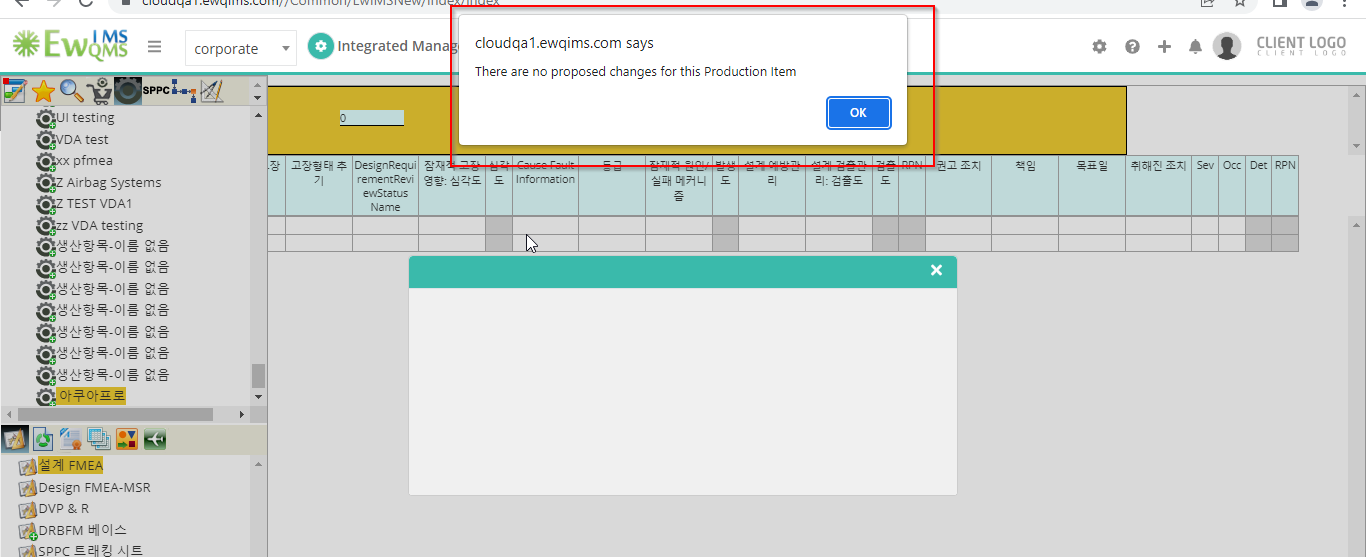 cloudqa1.ewqims.com//Common/EwIMSNew/Index/Index
EwIMS
QMS
corporate
Integrated Manag
CLIENT LOGO
CLIENT LOGO
cloudqa1.ewqims.com says
There are no proposed changes for this Production Item
OK
SPPC
UI testing
VDA test
xx pfmea
Z Airbag Systems
Z TEST VDA1
zz VDA testing
생산항목-이름 없음
생산항목-이름 없음
생산항목-이름 없음
생산항목-이름 없음
생산항목-이름 없음
생산항목-이름 없음
생산항목-이름 없음
아쿠아프로
0
고장형태 추기
DesignRequirementReviewStatusName
잠재적 고장 영향: 심각도
심각도
Cause Fault Information
등급
잠재적 원인/실패 메커니즘
발생도
설계 예방관리
설계 검출관리: 검출도
검출도
RPN
권고 조치
책임
목표일
취해진 조치
Sev
Occ
Det
RPN
설계 FMEA
Design FMEA-MSR
DVP & R
DRBFM 베이스
SPPC 트래킹 시트